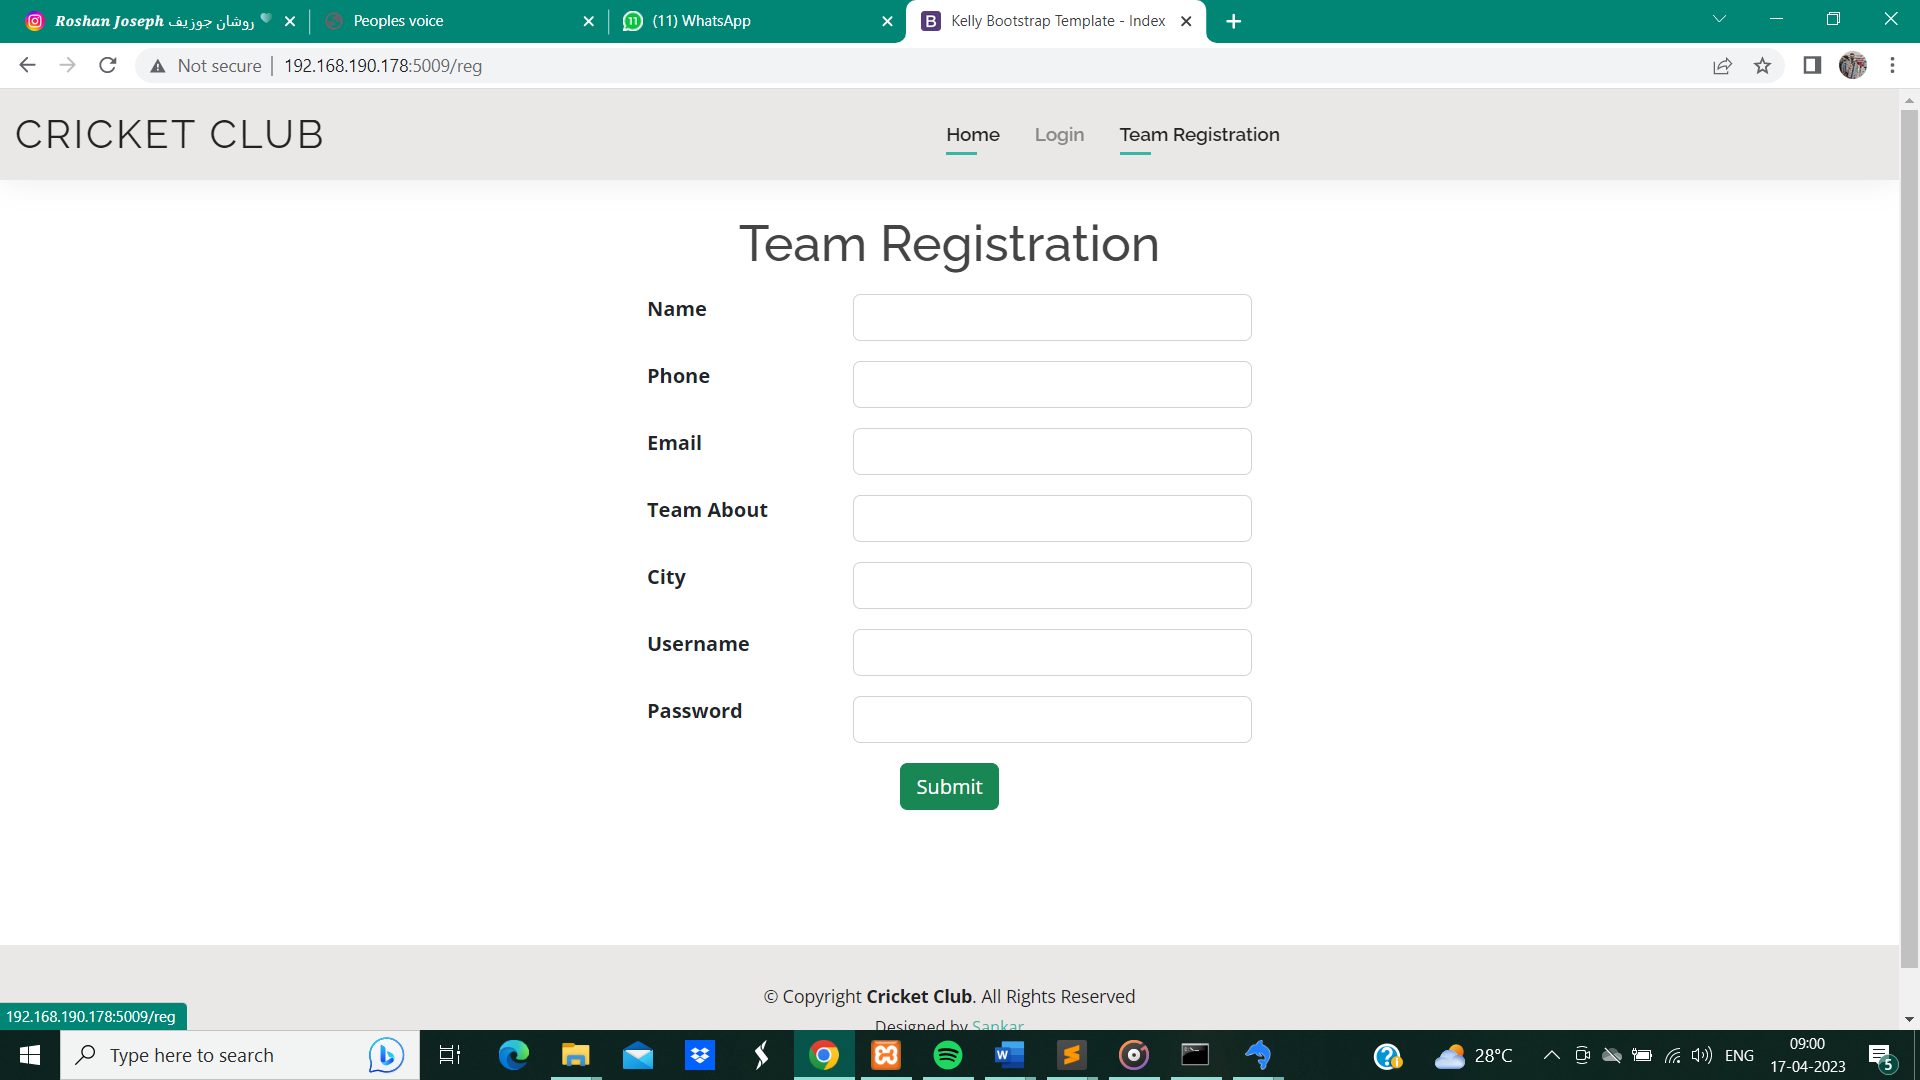 Roshan Joseph روشان جوزيف
Peoples voice
(11) WhatsApp
Kelly Bootstrap Template - Index
Not secure
192.168.190.178:5009/reg
CRICKET CLUB
Home
Login
Team Registration
Team Registration
Name
Phone
Email
Team About
City
Username
Password
Submit
© Copyright Cricket Club. All Rights Reserved
Designed by Sankar
192.168.190.178:5009/reg
Type here to search
28°C
ENG
09:00
17-04-2023
5